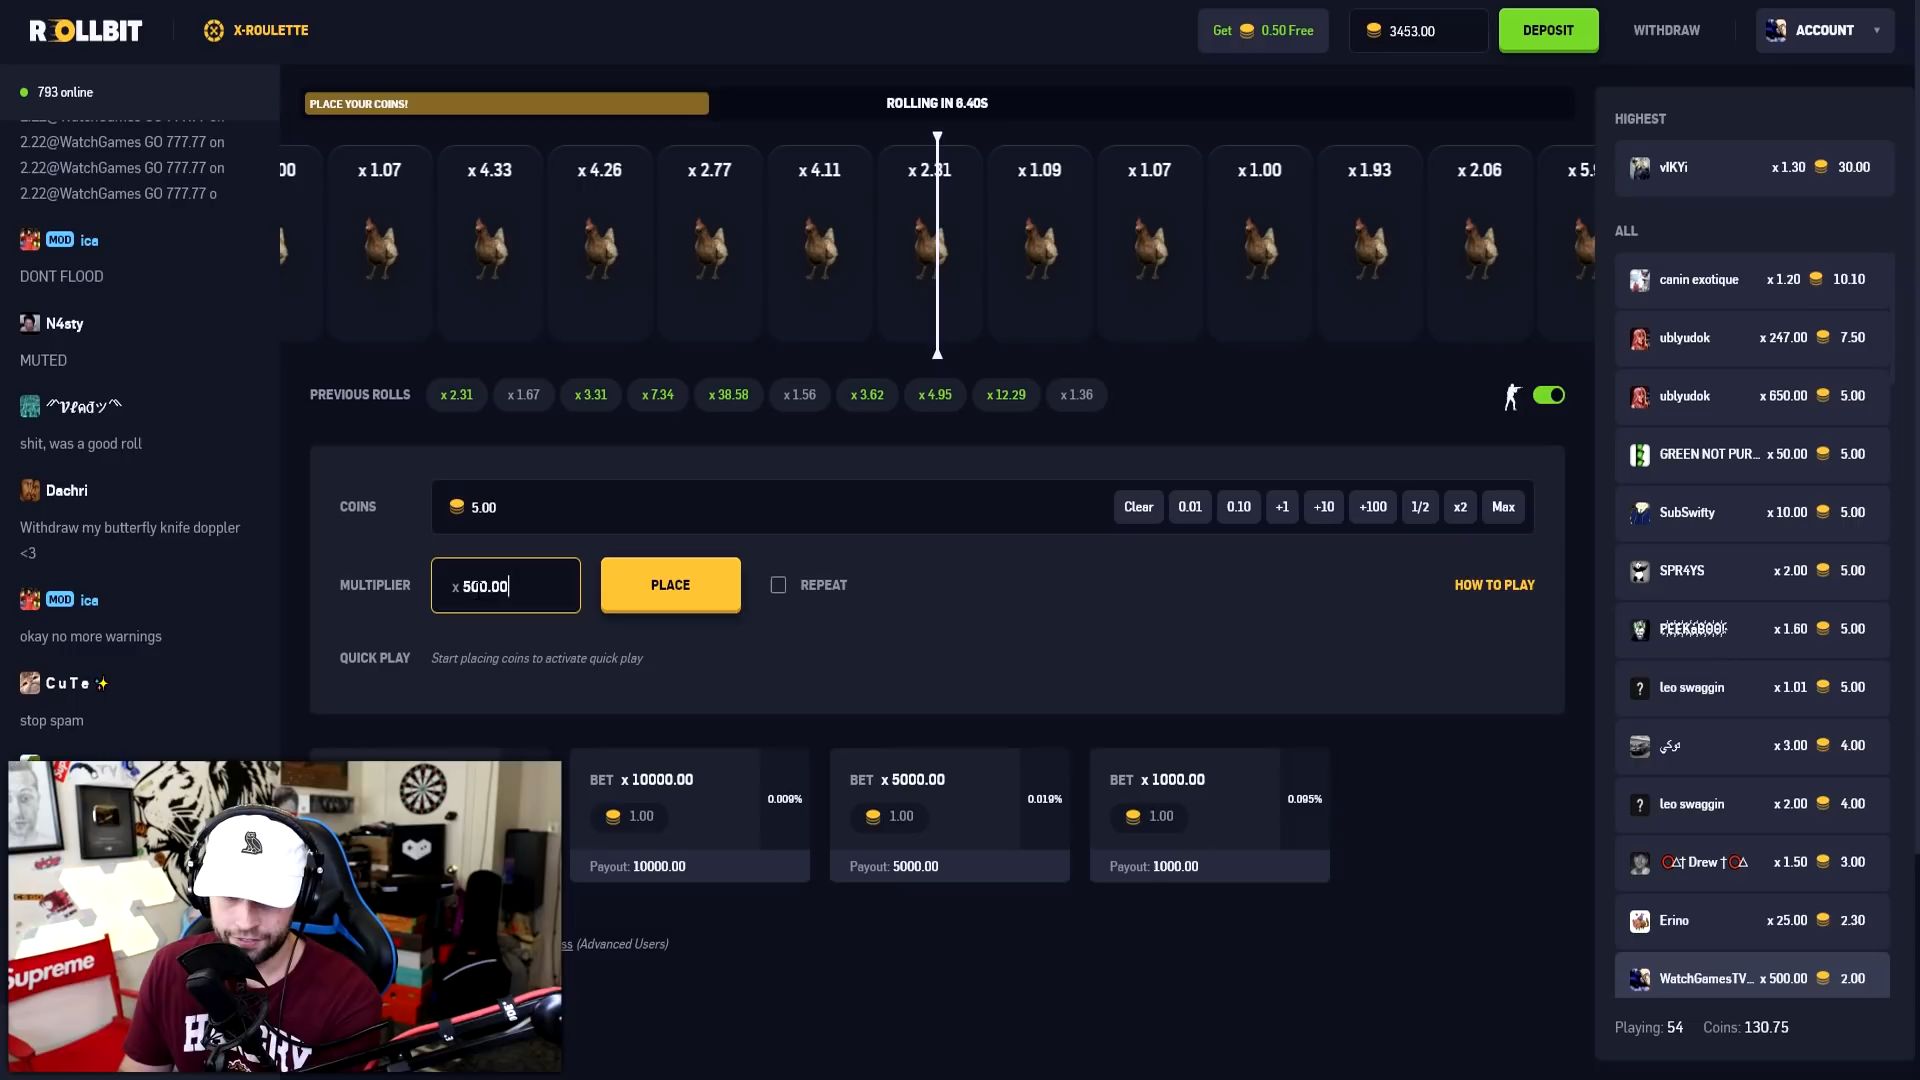 ROLLBIT
X-ROULETTE
Get 0.50 Free
3453.00
DEPOSIT
WITHDRAW
ACCOUNT
793 online
2.22@WatchGames GO 777.77 on
2.22@WatchGames GO 777.77 on
2.22@WatchGames GO 777.77 on
2.22@WatchGames GO 777.77 o
MOD ica
DONT FLOOD
N4sty
MUTED
shit, was a good roll
Dachri
Withdraw my butterfly knife doppler
<3
MOD ica
okay no more warnings
C u T e ✨
stop spam
PLACE YOUR COINS!
ROLLING IN 6.40S
00 x 1.07 x 4.33 x 4.26 x 2.77 x 4.11 x 2.31 x 1.09 x 1.07 x 1.00 x 1.93 x 2.06 x 5.9
PREVIOUS ROLLS x 2.31 x 1.67 x 3.31 x 7.34 x 38.58 x 1.56 x 3.62 x 4.95 x 12.29 x 1.36
COINS 5.00 Clear 0.01 0.10 +1 +10 +100 1/2 x2 Max
MULTIPLIER x 500.00 PLACE REPEAT HOW TO PLAY
QUICK PLAY Start placing coins to activate quick play
BET x 10000.00
0.009%
1.00
Payout: 10000.00
BET x 5000.00
0.019%
1.00
Payout: 5000.00
BET x 1000.00
0.095%
1.00
Payout: 1000.00
ss (Advanced Users)
HIGHEST
vlKYi x 1.30 30.00
ALL
canin exotique x 1.20 10.10
ublyudok x 247.00 7.50
ublyudok x 650.00 5.00
GREEN NOT PUR... x 50.00 5.00
SubSwifty x 10.00 5.00
SPR4YS x 2.00 5.00
x 1.60 5.00
leo swaggin x 1.01 5.00
x 3.00 4.00
leo swaggin x 2.00 4.00
Drew x 1.50 3.00
Erino x 25.00 2.30
WatchGamesTV... x 500.00 2.00
Playing: 54 Coins: 130.75
Supreme